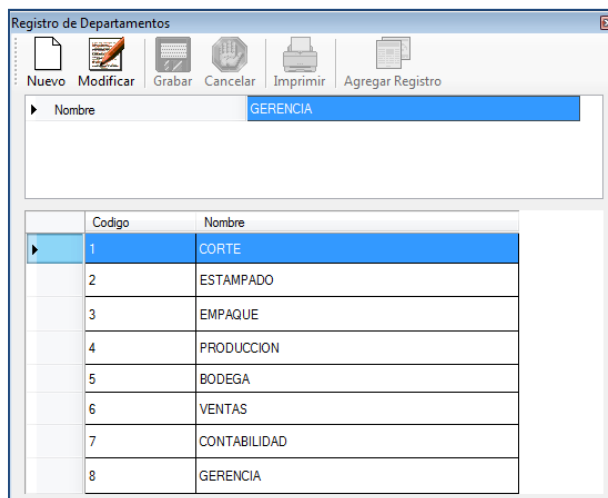 Registro de Departamentos
Nuevo Modificar Grabar Cancelar Imprimir Agregar Registro
Nombre GERENCIA
Codigo Nombre
1 CORTE
2 ESTAMPADO
3 EMPAQUE
4 PRODUCCION
5 BODEGA
6 VENTAS
7 CONTABILIDAD
8 GERENCIA